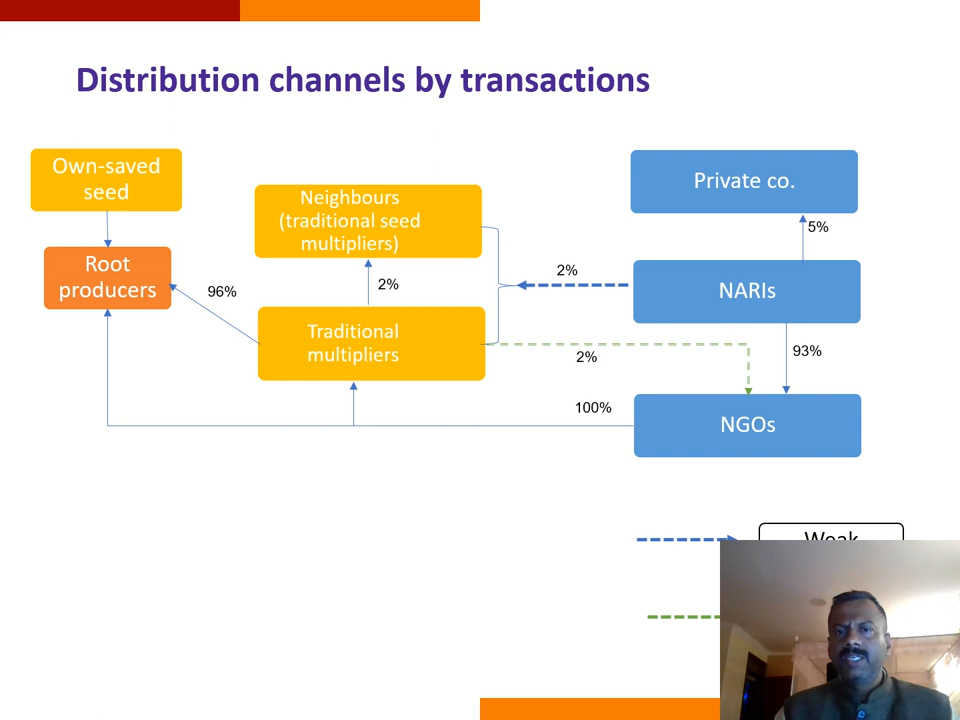 Distribution channels by transactions
Own-saved
seed
Root
producers
96%
Neighbours
(traditional seed
multipliers)
2%
Traditional
multipliers
2%
2%
100%
Private co.
5%
NARIs
93%
NGOs
Weak